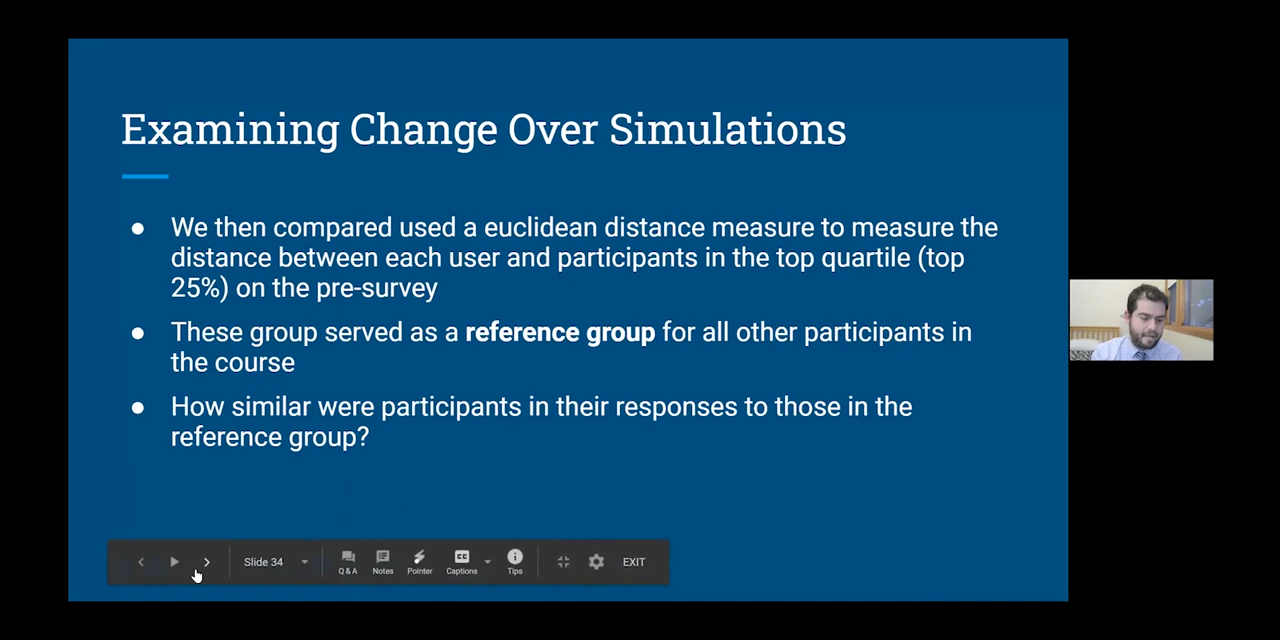 Examining Change Over Simulations
● We then compared used a euclidean distance measure to measure the
distance between each user and participants in the top quartile (top
25%) on the pre-survey
● These group served as a reference group for all other participants in
the course
● How similar were participants in their responses to those in the
reference group?
Slide 34
Q & A
Notes
Pointer
CC
Captions
Tips
EXIT